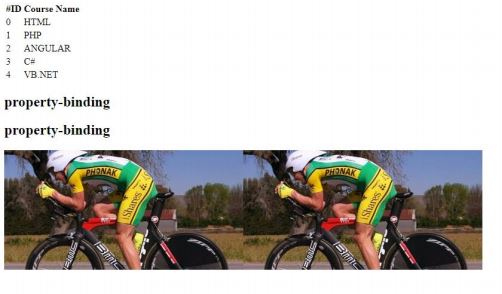 #ID Course Name
0 HTML
1 PHP
2 ANGULAR
3 C#
4 VB.NET
property-binding
property-binding
PHONAK
iShares
BMC
PHONAK
iShares
BMC